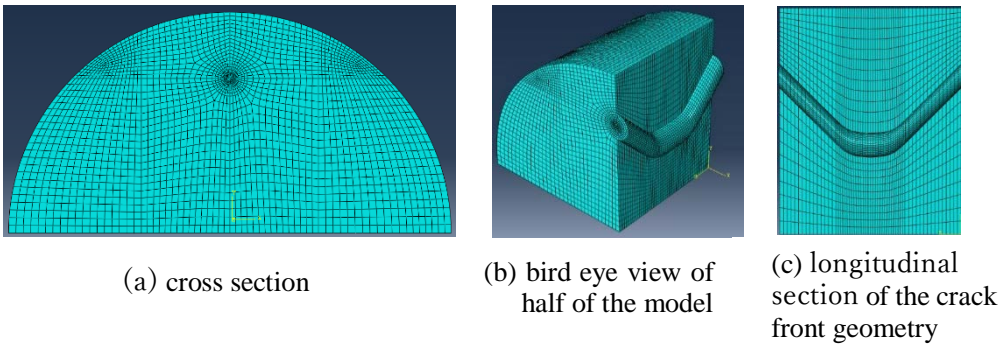 (a) cross section
(b) bird eye view of
half of the model
(c) longitudinal
section of the crack
front geometry